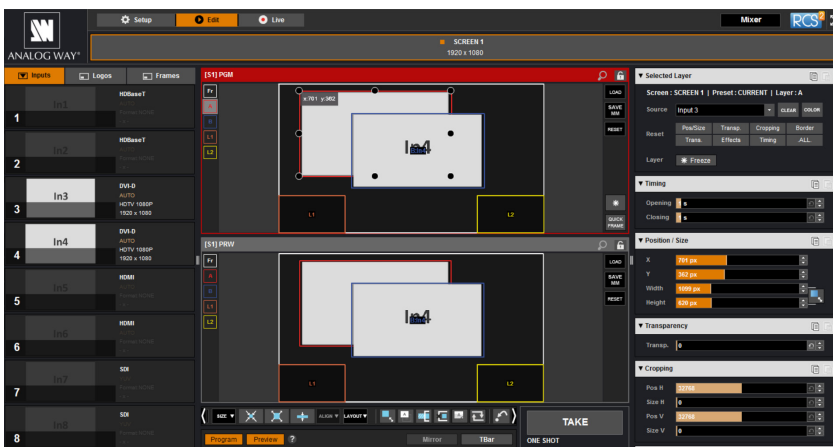 Setup
Edit
Live
Mixer
RCS²
ANALOG WAY®
SCREEN 1
1920 x 1080
Inputs
Logos
Frames
In1
HDBaseT
AUTO
1
In2
HDBaseT
AUTO
2
In3
DVI-D
AUTO
HDTV 1080P
1920 x 1080
3
In4
DVI-D
AUTO
HDTV 1080P
1920 x 1080
4
In5
HDMI
AUTO
5
In6
HDMI
AUTO
6
In7
SDI
AUTO
7
In8
SDI
8
[S1] PGM
Fr
A
B
L1
L2
x:701 y:362
In4
L1
L2
LOAD
SAVE
MM
RESET
QUICK
FRAME
[S1] PRW
Fr
A
B
L1
L2
In4
L1
L2
LOAD
SAVE
MM
RESET
SIZE
ALIGN
LAYOUT
Program
Preview
?
Mirror
TBar
TAKE
ONE SHOT
Selected Layer
Screen : SCREEN 1 | Preset : CURRENT | Layer : A
Source
Input 3
CLEAR
COLOR
Reset
Pos/Size
Transp.
Cropping
Border
Trans.
Effects
Timing
ALL
Layer
Freeze
Timing
Opening
s
Closing
s
Position / Size
X
701 px
Y
362 px
Width
1099 px
Height
620 px
Transparency
Transp.
0
Cropping
Pos H
32768
Size H
0
Pos V
32768
Size V
0